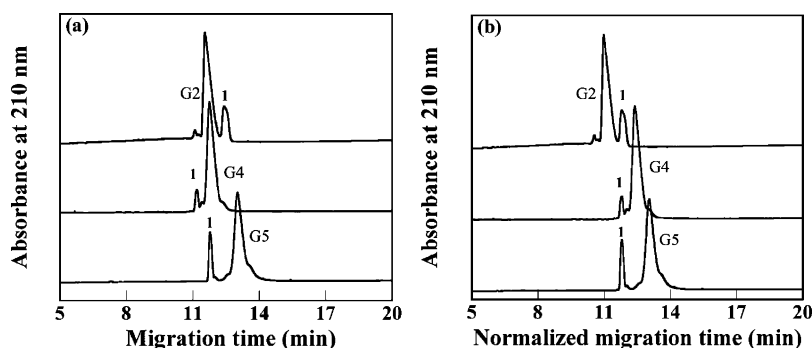 (a)
Absorbance at 210 nm
G2
1
1
G4
1
G5
5 8 11 14 17 20
Migration time (min)
(b)
Absorbance at 210 nm
G2
1
1
G4
1
G5
5 8 11 14 17 20
Normalized migration time (min)